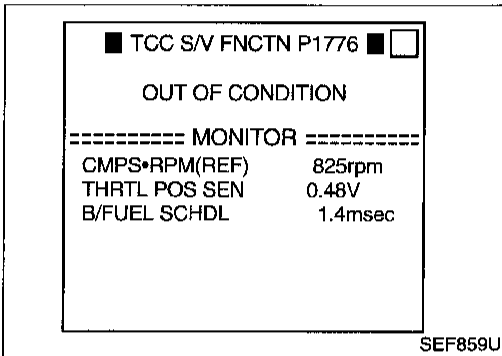 ■ TCC S/V FNCTN P1776 ■ □
OUT OF CONDITION
========== MONITOR =========
CMPS•RPM(REF) 825rpm
THRTL POS SEN 0.48V
B/FUEL SCHDL 1.4msec
SEF859U